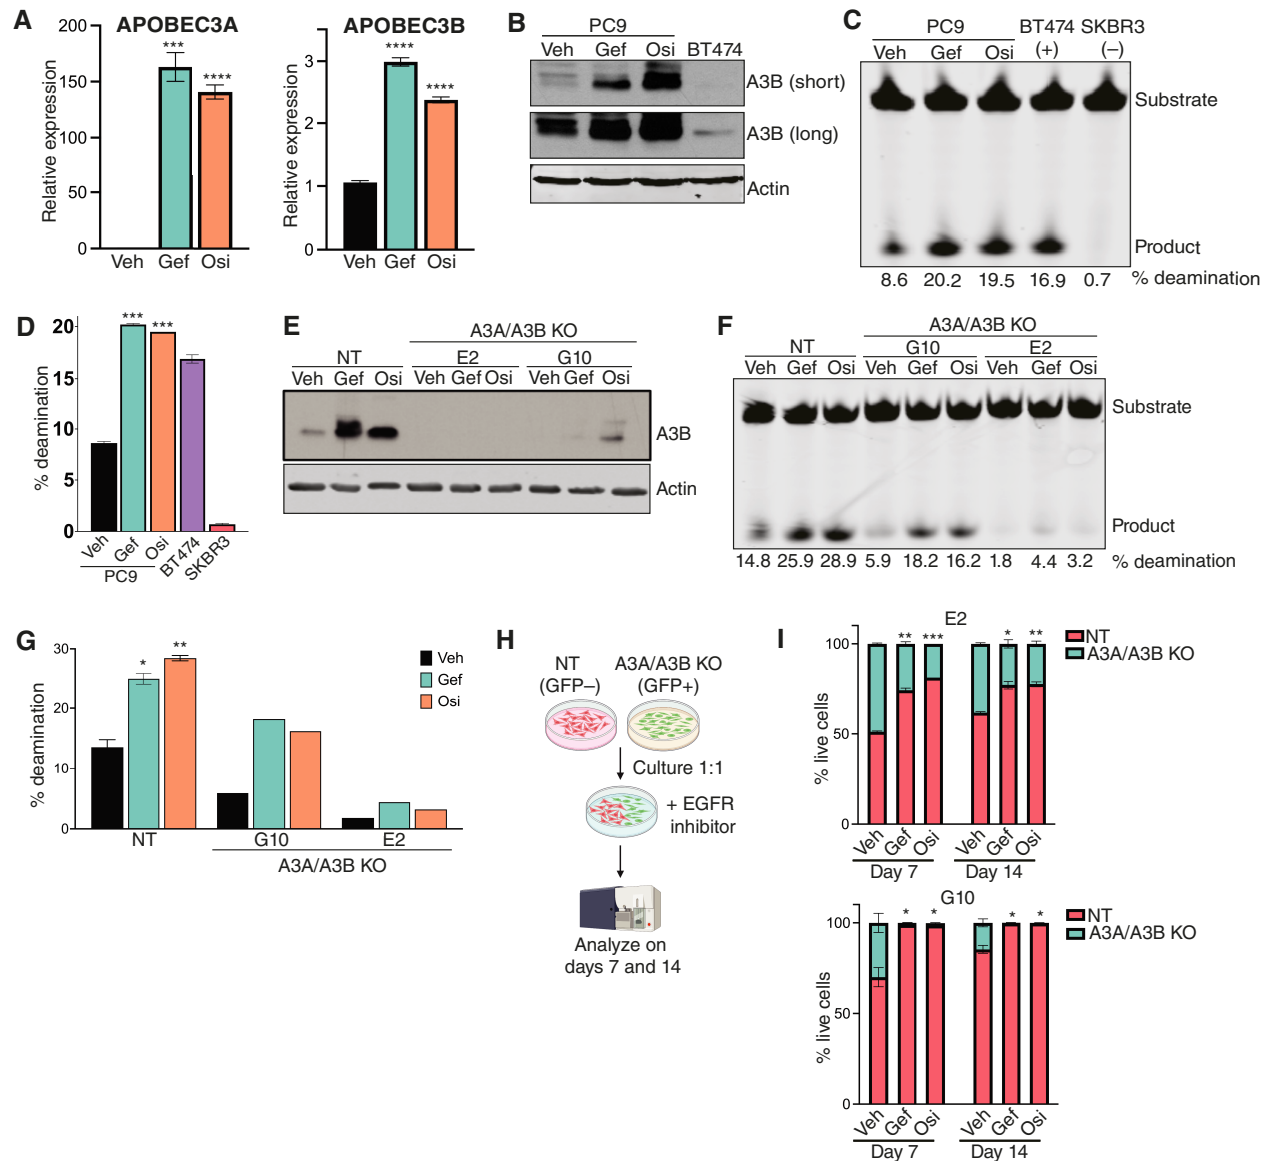 A
APOBEC3A
Relative expression
200
150
100
50
0
***
****
Veh Gef Osi
APOBEC3B
Relative expression
3
2
1
0
****
****
Veh Gef Osi
B
PC9
Veh Gef Osi BT474
A3B (short)
A3B (long)
Actin
C
PC9 BT474 SKBR3
Veh Gef Osi (+) (–)
Substrate
Product
8.6 20.2 19.5 16.9 0.7 % deamination
D
% deamination
20
15
10
5
0
*** ***
Veh Gef Osi BT474 SKBR3
PC9
E
A3A/A3B KO
NT E2 G10
Veh Gef Osi Veh Gef Osi Veh Gef Osi
A3B
Actin
F
A3A/A3B KO
NT G10 E2
Veh Gef Osi Veh Gef Osi Veh Gef Osi
Substrate
Product
14.8 25.9 28.9 5.9 18.2 16.2 1.8 4.4 3.2 % deamination
G
% deamination
30
20
10
0
*
**
Veh
Gef
Osi
NT G10 E2
A3A/A3B KO
H
NT A3A/A3B KO
(GFP–) (GFP+)
Culture 1:1
+ EGFR
inhibitor
Analyze on
days 7 and 14
I
E2
% live cells
100
50
0
** *** * **
NT
A3A/A3B KO
Veh Gef Osi Veh Gef Osi
Day 7 Day 14
G10
% live cells
100
50
0
* * * *
NT
A3A/A3B KO
Veh Gef Osi Veh Gef Osi
Day 7 Day 14